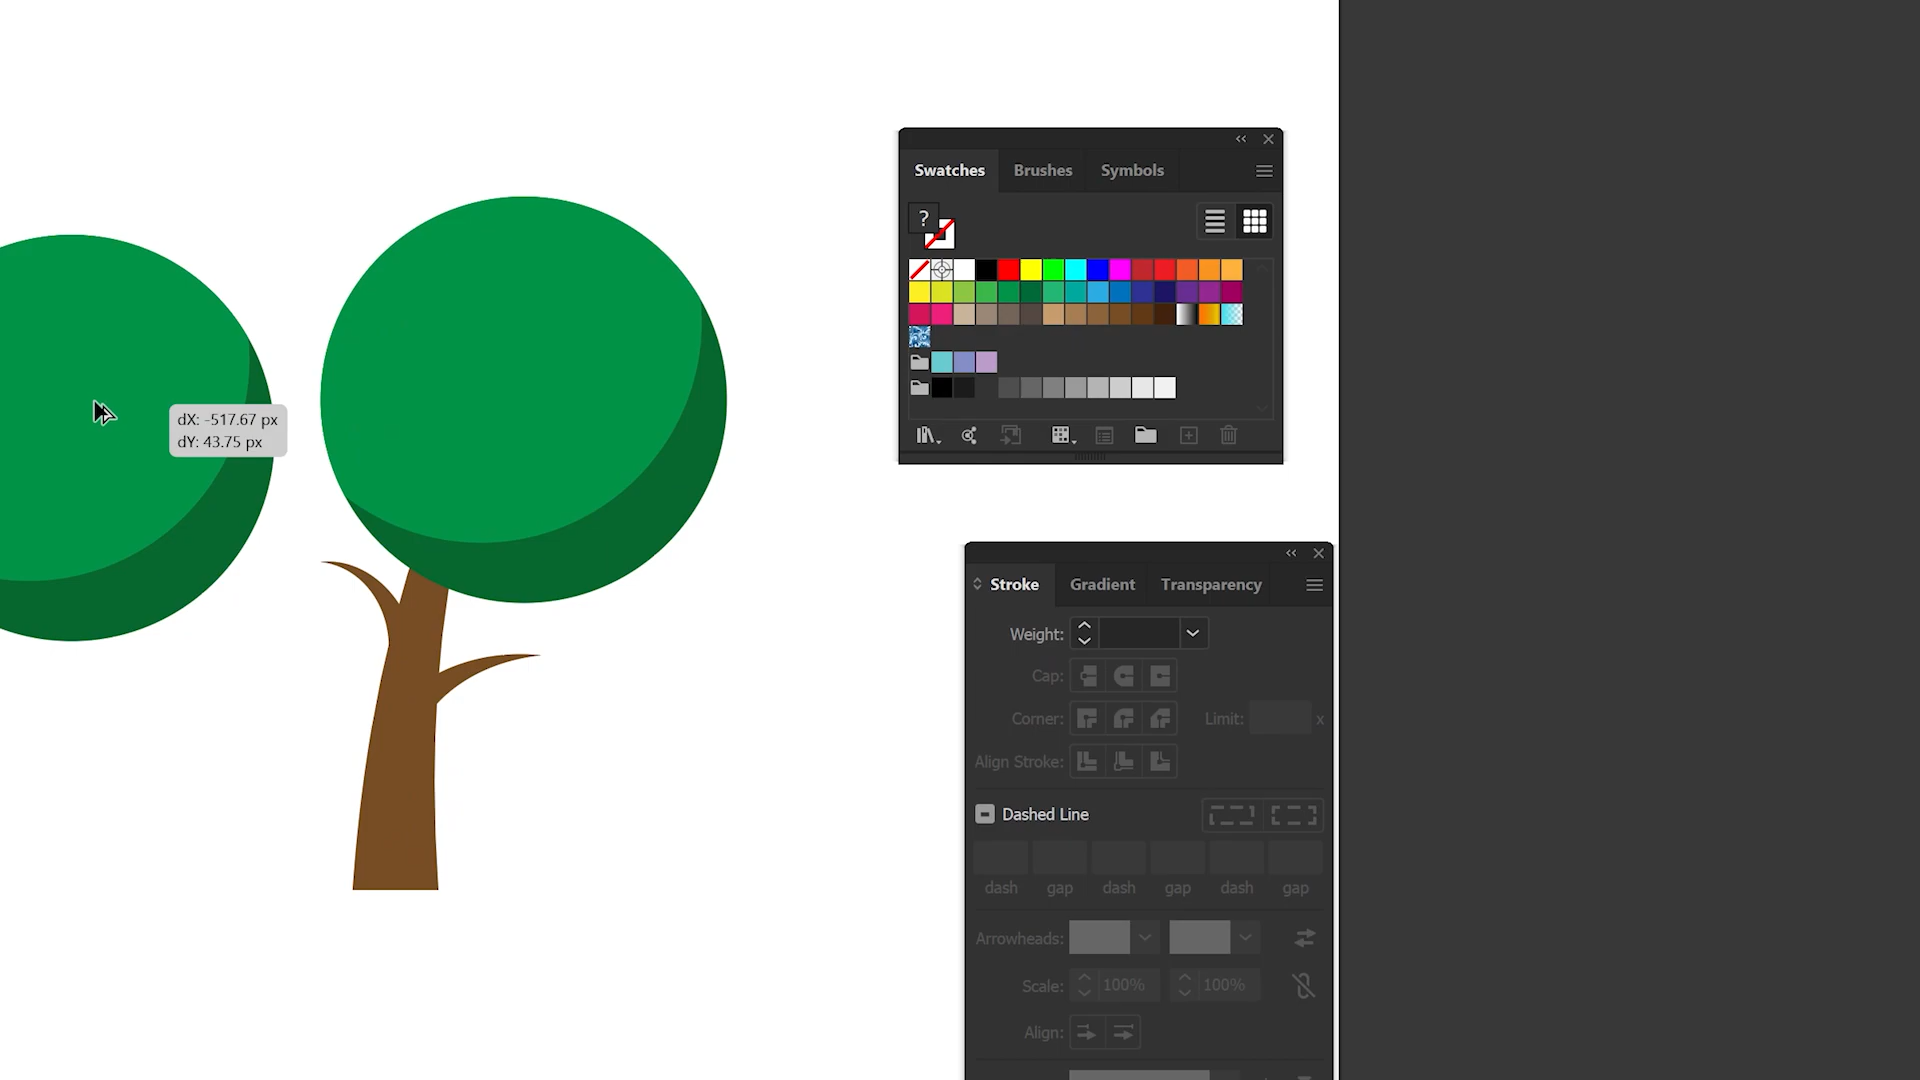 Swatches Brushes Symbols
?
dX: -517.67 px
dY: 43.75 px
Stroke Gradient Transparency
Weight:
Cap:
Corner: Limit: x
Align Stroke:
Dashed Line
dash gap dash gap dash gap
Arrowheads:
Scale: 100% 100%
Align: